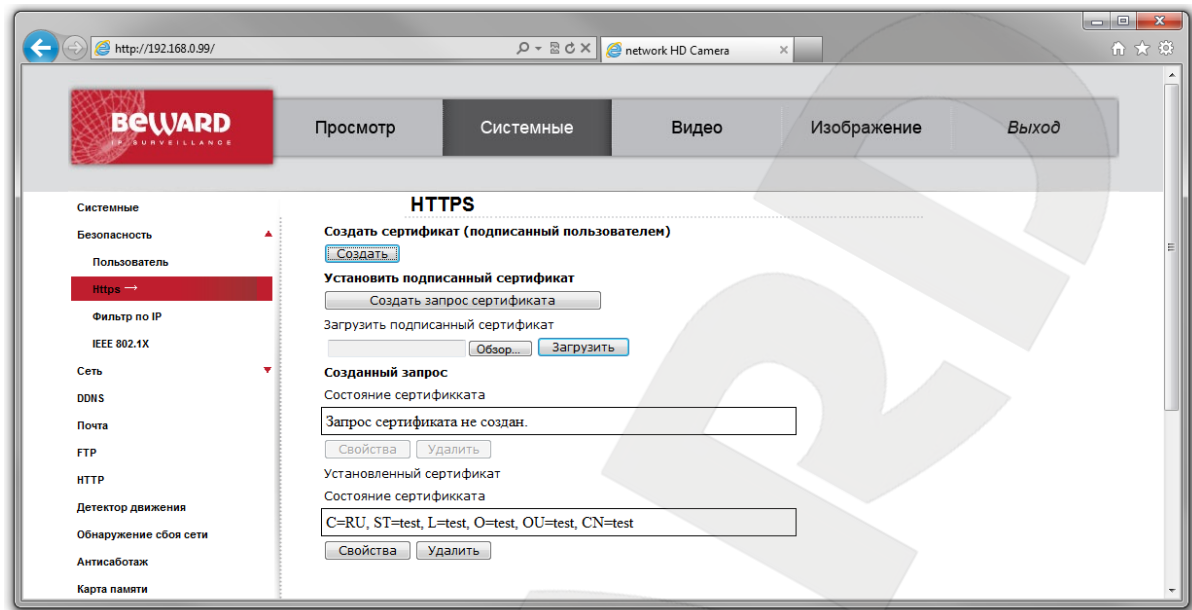 http://192.168.0.99/
network HD Camera
BEWARD
IP SURVEILLANCE
Просмотр
Системные
Видео
Изображение
Выход
Системные
Безопасность
Пользователь
Https →
Фильтр по IP
IEEE 802.1X
Сеть
DDNS
Почта
FTP
HTTP
Детектор движения
Обнаружение сбоя сети
Антисаботаж
Карта памяти
HTTPS
Создать сертификат (подписанный пользователем)
Создать
Установить подписанный сертификат
Создать запрос сертификата
Загрузить подписанный сертификат
Обзор... Загрузить
Созданный запрос
Состояние сертификката
Запрос сертификата не создан.
Свойства Удалить
Установленный сертификат
Состояние сертификката
C=RU, ST=test, L=test, O=test, OU=test, CN=test
Свойства Удалить